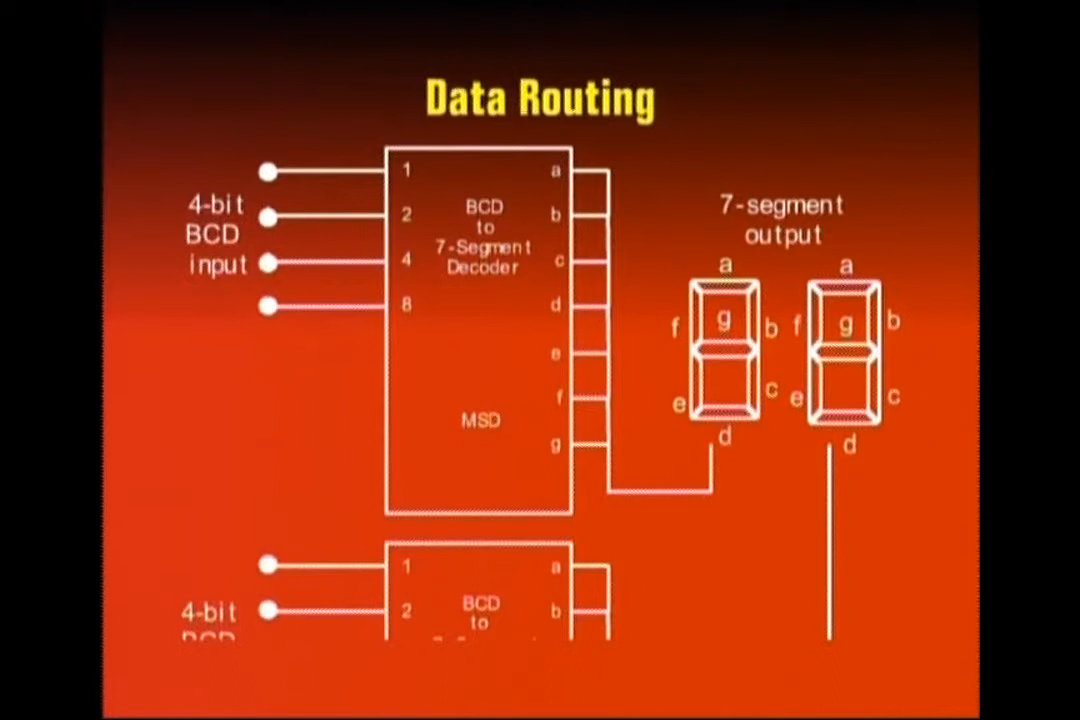 Data Routing
4-bit
BCD
input
1
2
4
8
BCD
to
7-Segment
Decoder
MSD
a
b
c
d
e
f
g
7-segment
output
a
f
g
b
e
c
d
a
f
g
b
e
c
d
4-bit
BCD
1
2
BCD
to
a
b